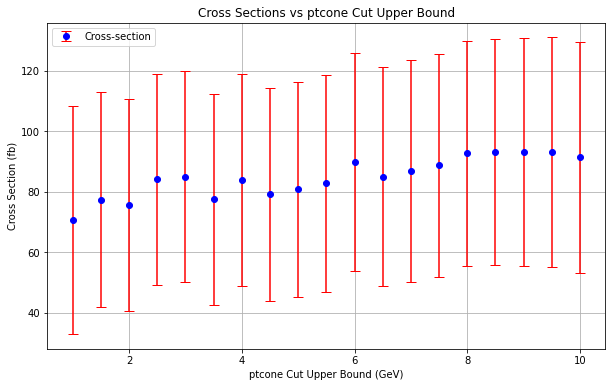 Cross Sections vs ptcone Cut Upper Bound
Cross-section
120
100
80
60
40
Cross Section (fb)
2 4 6 8 10
ptcone Cut Upper Bound (GeV)